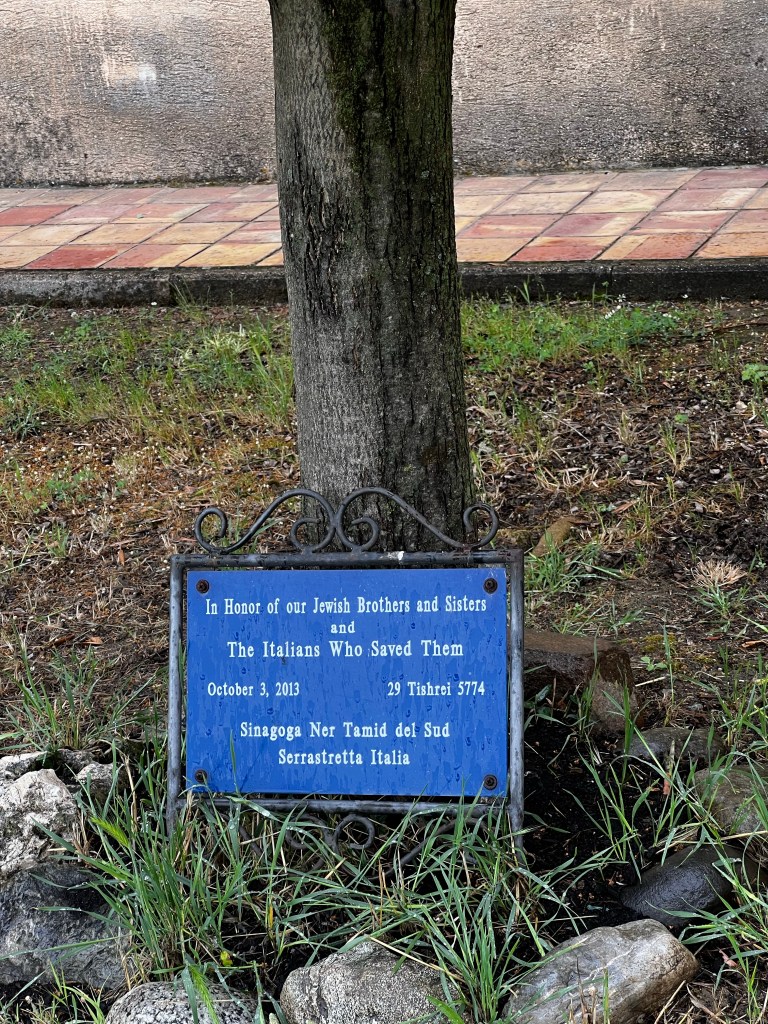 In Honor of our Jewish Brothers and Sisters
and
The Italians Who Saved Them
October 3, 2013 29 Tishrei 5774
Sinagoga Ner Tamid del Sud
Serrastretta Italia